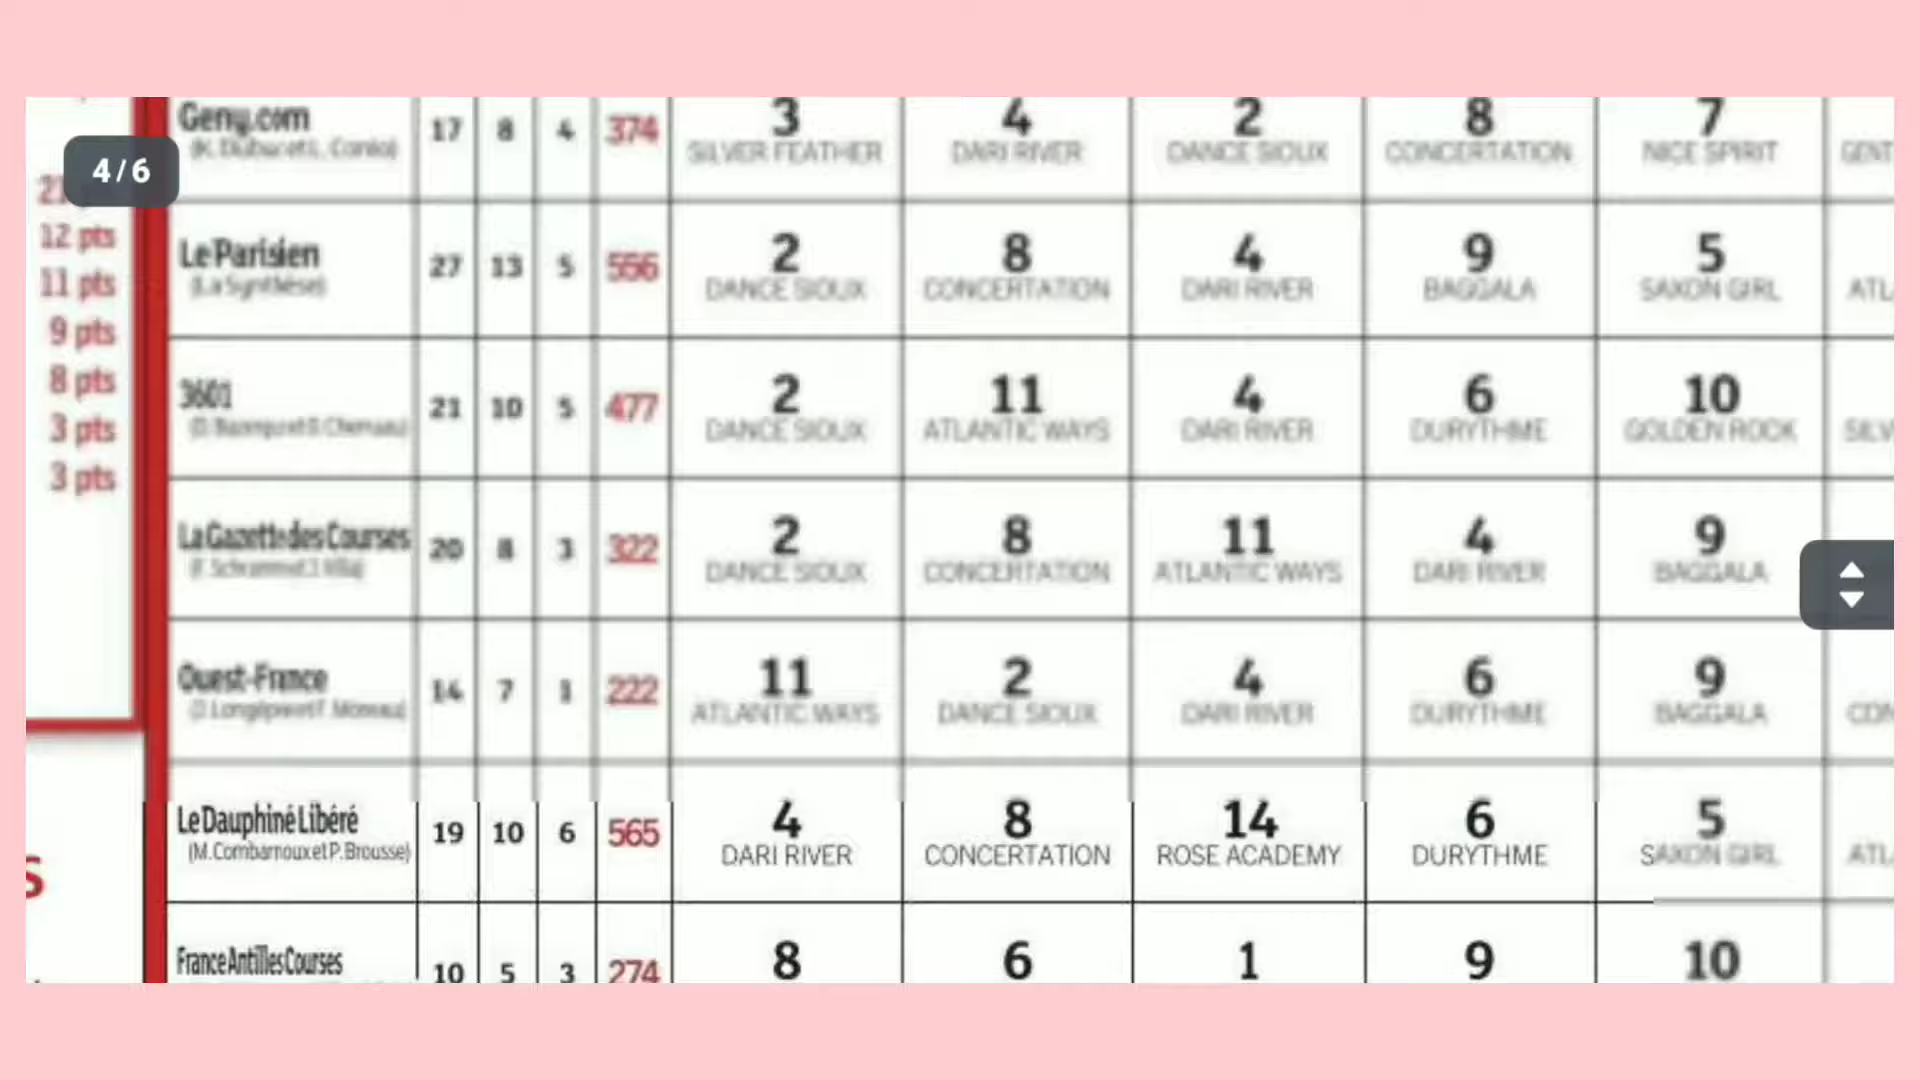 4/6
12 pts
11 pts
9 pts
8 pts
3 pts
3 pts
S
Geny.com 17 8 4 374 3 4 2 8 7
SILVER FEATHER DARI RIVER DANCE SIOUX CONCERTATION NICE SPIRIT GENT
Le Parisien 27 13 5 556 2 8 4 9 5
(La Synthèse) DANCE SIOUX CONCERTATION DARI RIVER BAGGALA SAXON GIRL ATL
3601 21 10 5 477 2 11 4 6 10
DANCE SIOUX ATLANTIC WAYS DARI RIVER DURYTHME GOLDEN ROCK SILV
La Gazette des Courses 20 8 3 322 2 8 11 4 9
DANCE SIOUX CONCERTATION ATLANTIC WAYS DARI RIVER BAGGALA
Ouest-France 14 7 1 222 11 2 4 6 9
ATLANTIC WAYS DANCE SIOUX DARI RIVER DURYTHME BAGGALA CON
Le Dauphiné Libéré 19 10 6 565 4 8 14 6 5
(M.Combarnoux et P.Brousse) DARI RIVER CONCERTATION ROSE ACADEMY DURYTHME SAXON GIRL ATL
France Antilles Courses 10 5 3 274 8 6 1 9 10